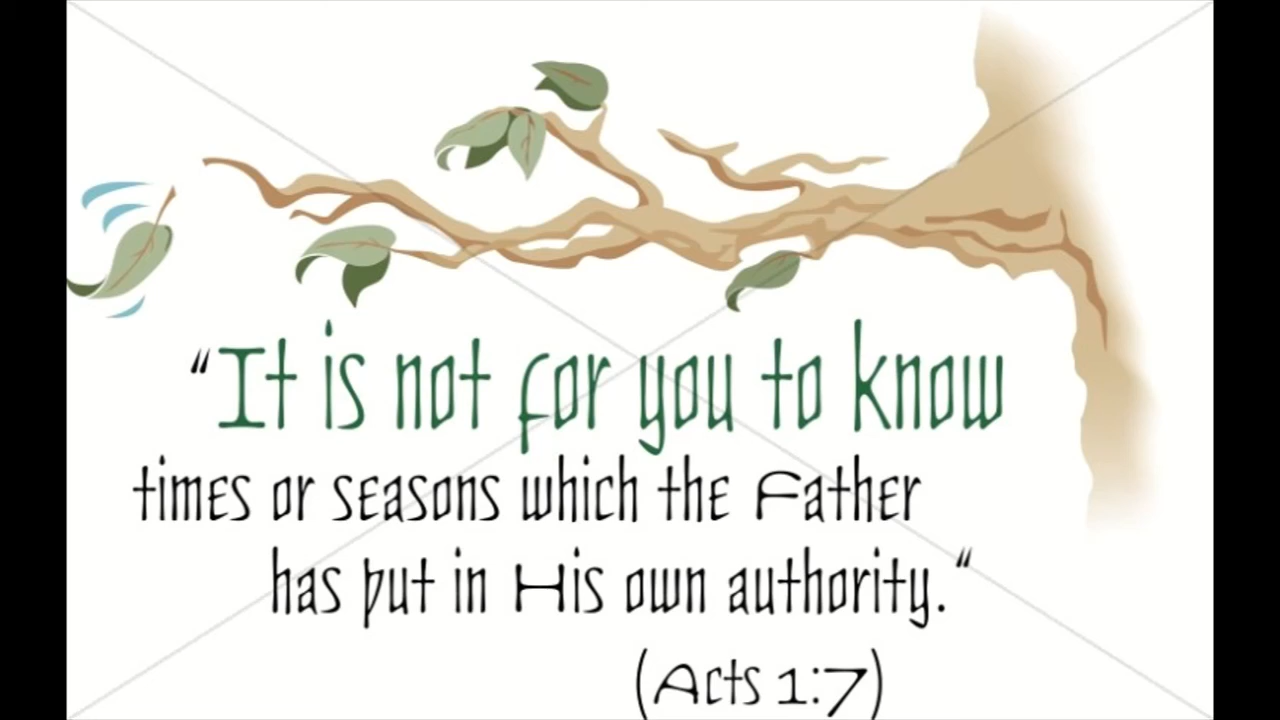 "It is not for you to know
times or seasons which the Father
has put in His own authority."
(Acts 1:7)